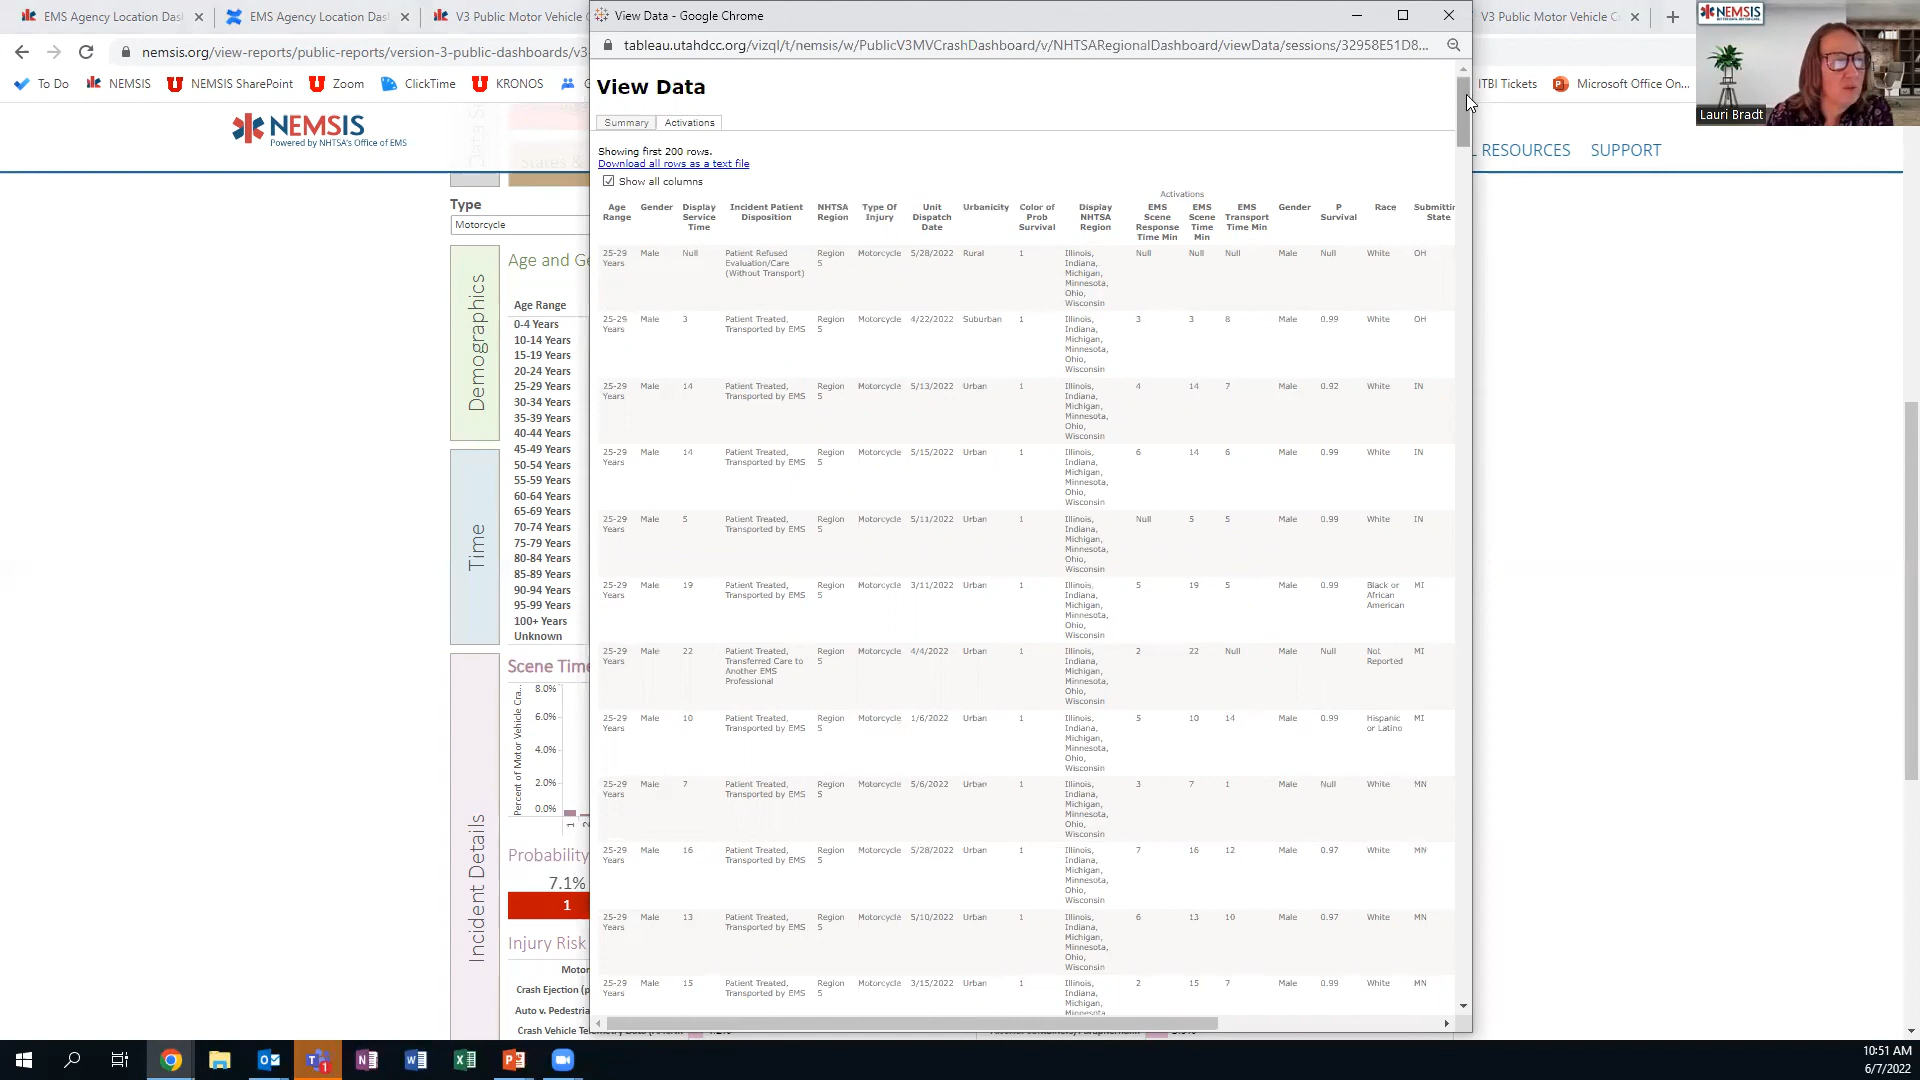 EMS Agency Location Das
EMS Agency Location Das
V3 Public Motor Vehicle C
View Data - Google Chrome
V3 Public Motor Vehicle C
nemsis.org/view-reports/public-reports/version-3-public-dashboards/v3
tableau.utahdcc.org/vizql/t/nemsis/w/PublicV3MVCrashDashboard/v/NHTSARegionalDashboard/viewData/sessions/32958E51D8...
To Do NEMSIS NEMSIS SharePoint Zoom ClickTime KRONOS
ITBI Tickets Microsoft Office On...
NEMSIS
Lauri Bradt
NEMSIS
Powered by NHTSA's Office of EMS
RESOURCES SUPPORT
View Data
Summary Activations
Showing first 200 rows.
Download all rows as a text file
Show all columns
Activations
Age Range Gender Display Service Time Incident Patient Disposition NHTSA Region Type Of Injury Unit Dispatch Date Urbanicity Color of Prob Survival Display NHTSA Region EMS Scene Response Time Min EMS Scene Time Min EMS Transport Time Min Gender P Survival Race Submittin State
25-29 Years Male Null Patient Refused Evaluation/Care (Without Transport) Region 5 Motorcycle 5/28/2022 Rural 1 Illinois, Indiana, Michigan, Minnesota, Ohio, Wisconsin Null Null Null Male Null White OH
25-29 Years Male 3 Patient Treated, Transported by EMS Region 5 Motorcycle 4/22/2022 Suburban 1 Illinois, Indiana, Michigan, Minnesota, Ohio, Wisconsin 3 3 8 Male 0.99 White OH
25-29 Years Male 14 Patient Treated, Transported by EMS Region 5 Motorcycle 5/13/2022 Urban 1 Illinois, Indiana, Michigan, Minnesota, Ohio, Wisconsin 4 14 7 Male 0.92 White IN
25-29 Years Male 14 Patient Treated, Transported by EMS Region 5 Motorcycle 5/15/2022 Urban 1 Illinois, Indiana, Michigan, Minnesota, Ohio, Wisconsin 6 14 6 Male 0.99 White IN
25-29 Years Male 5 Patient Treated, Transported by EMS Region 5 Motorcycle 5/11/2022 Urban 1 Illinois, Indiana, Michigan, Minnesota, Ohio, Wisconsin Null 5 5 Male 0.99 White IN
25-29 Years Male 19 Patient Treated, Transported by EMS Region 5 Motorcycle 3/11/2022 Urban 1 Illinois, Indiana, Michigan, Minnesota, Ohio, Wisconsin 5 19 5 Male 0.99 Black or African American MI
25-29 Years Male 22 Patient Treated, Transferred Care to Another EMS Professional Region 5 Motorcycle 4/4/2022 Urban 1 Illinois, Indiana, Michigan, Minnesota, Ohio, Wisconsin 2 22 Null Male Null Not Reported MI
25-29 Years Male 10 Patient Treated, Transported by EMS Region 5 Motorcycle 1/6/2022 Urban 1 Illinois, Indiana, Michigan, Minnesota, Ohio, Wisconsin 5 10 14 Male 0.99 Hispanic or Latino MI
25-29 Years Male 7 Patient Treated, Transported by EMS Region 5 Motorcycle 5/6/2022 Urban 1 Illinois, Indiana, Michigan, Minnesota, Ohio, Wisconsin 3 7 1 Male Null White MN
25-29 Years Male 16 Patient Treated, Transported by EMS Region 5 Motorcycle 5/28/2022 Urban 1 Illinois, Indiana, Michigan, Minnesota, Ohio, Wisconsin 7 16 12 Male 0.97 White MN
25-29 Years Male 13 Patient Treated, Transported by EMS Region 5 Motorcycle 5/10/2022 Urban 1 Illinois, Indiana, Michigan, Minnesota, Ohio, Wisconsin 6 13 10 Male 0.97 White MN
25-29 Years Male 15 Patient Treated, Transported by EMS Region 5 Motorcycle 3/15/2022 Urban 1 Illinois, Indiana, Michigan, 2 15 7 Male 0.99 White MN
Type
Motorcycle
Demographics
Age and Ge
Age Range
0-4 Years
10-14 Years
15-19 Years
20-24 Years
25-29 Years
30-34 Years
35-39 Years
40-44 Years
45-49 Years
50-54 Years
55-59 Years
60-64 Years
65-69 Years
70-74 Years
75-79 Years
80-84 Years
85-89 Years
90-94 Years
95-99 Years
100+ Years
Unknown
Time
Incident Details
Scene Time
Percent of Motor Vehicle Cra..
8.0%
6.0%
4.0%
2.0%
0.0%
1 2
Probability
7.1%
1
Injury Risk
Motor
Crash Ejection (p
Auto v. Pedestria
Crash Vehicle Te
10:51 AM
6/7/2022